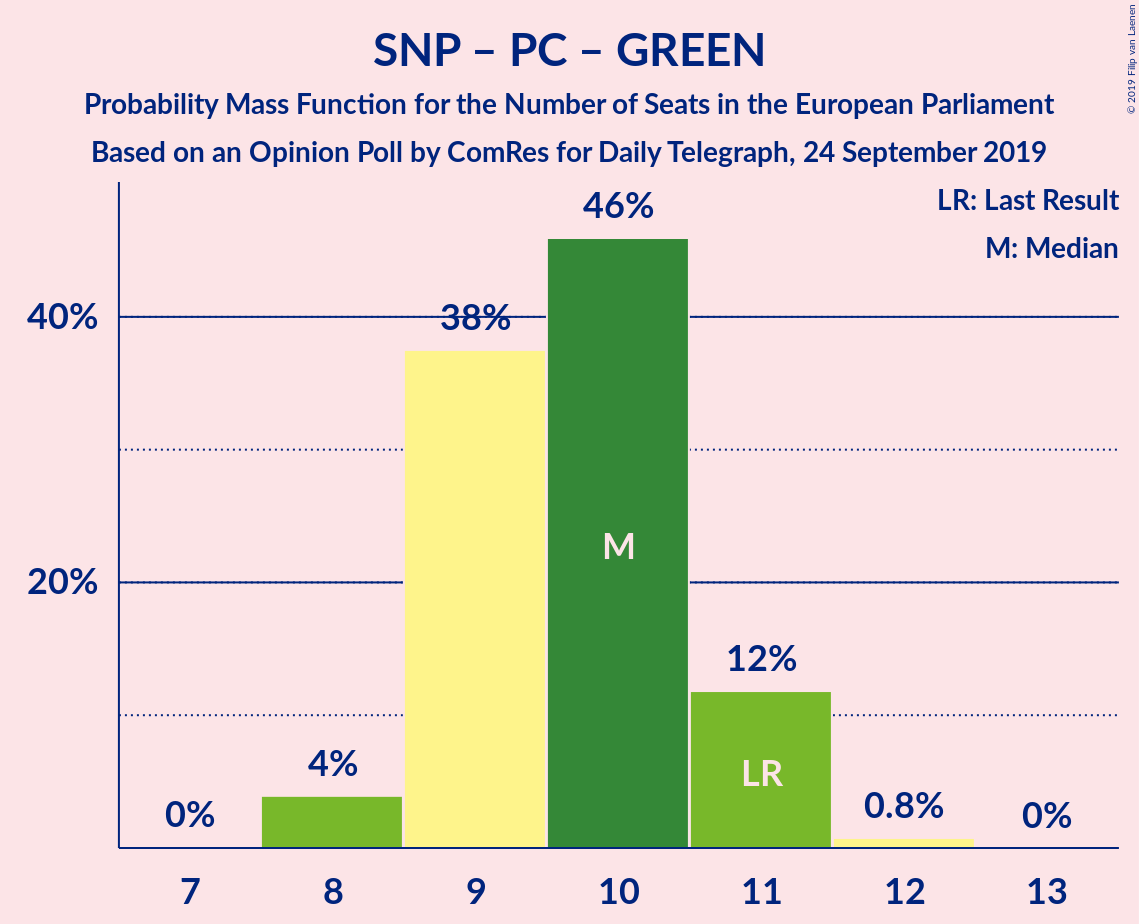 SNP – PC – GREEN
Probability Mass Function for the Number of Seats in the European Parliament
Based on an Opinion Poll by ComRes for Daily Telegraph, 24 September 2019
© 2019 Filip van Laenen
LR: Last Result
M: Median
46%
40%
38%
M
20%
12%
LR
4%
0%
0.8%
0%
7 8 9 10 11 12 13